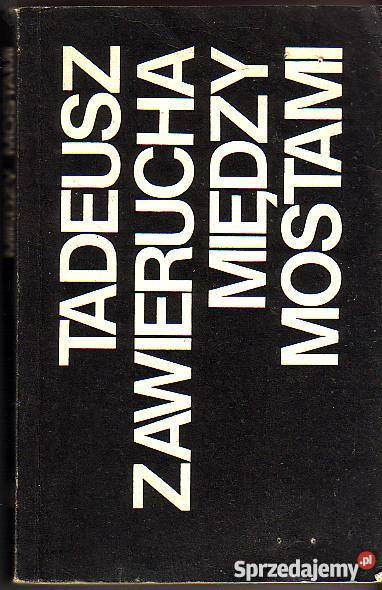 TADEUSZ
ZAWIERUCHA
MIĘDZY
MOSTAMI
MIĘDZY MOSTAMI
Sprzedajemy.pl